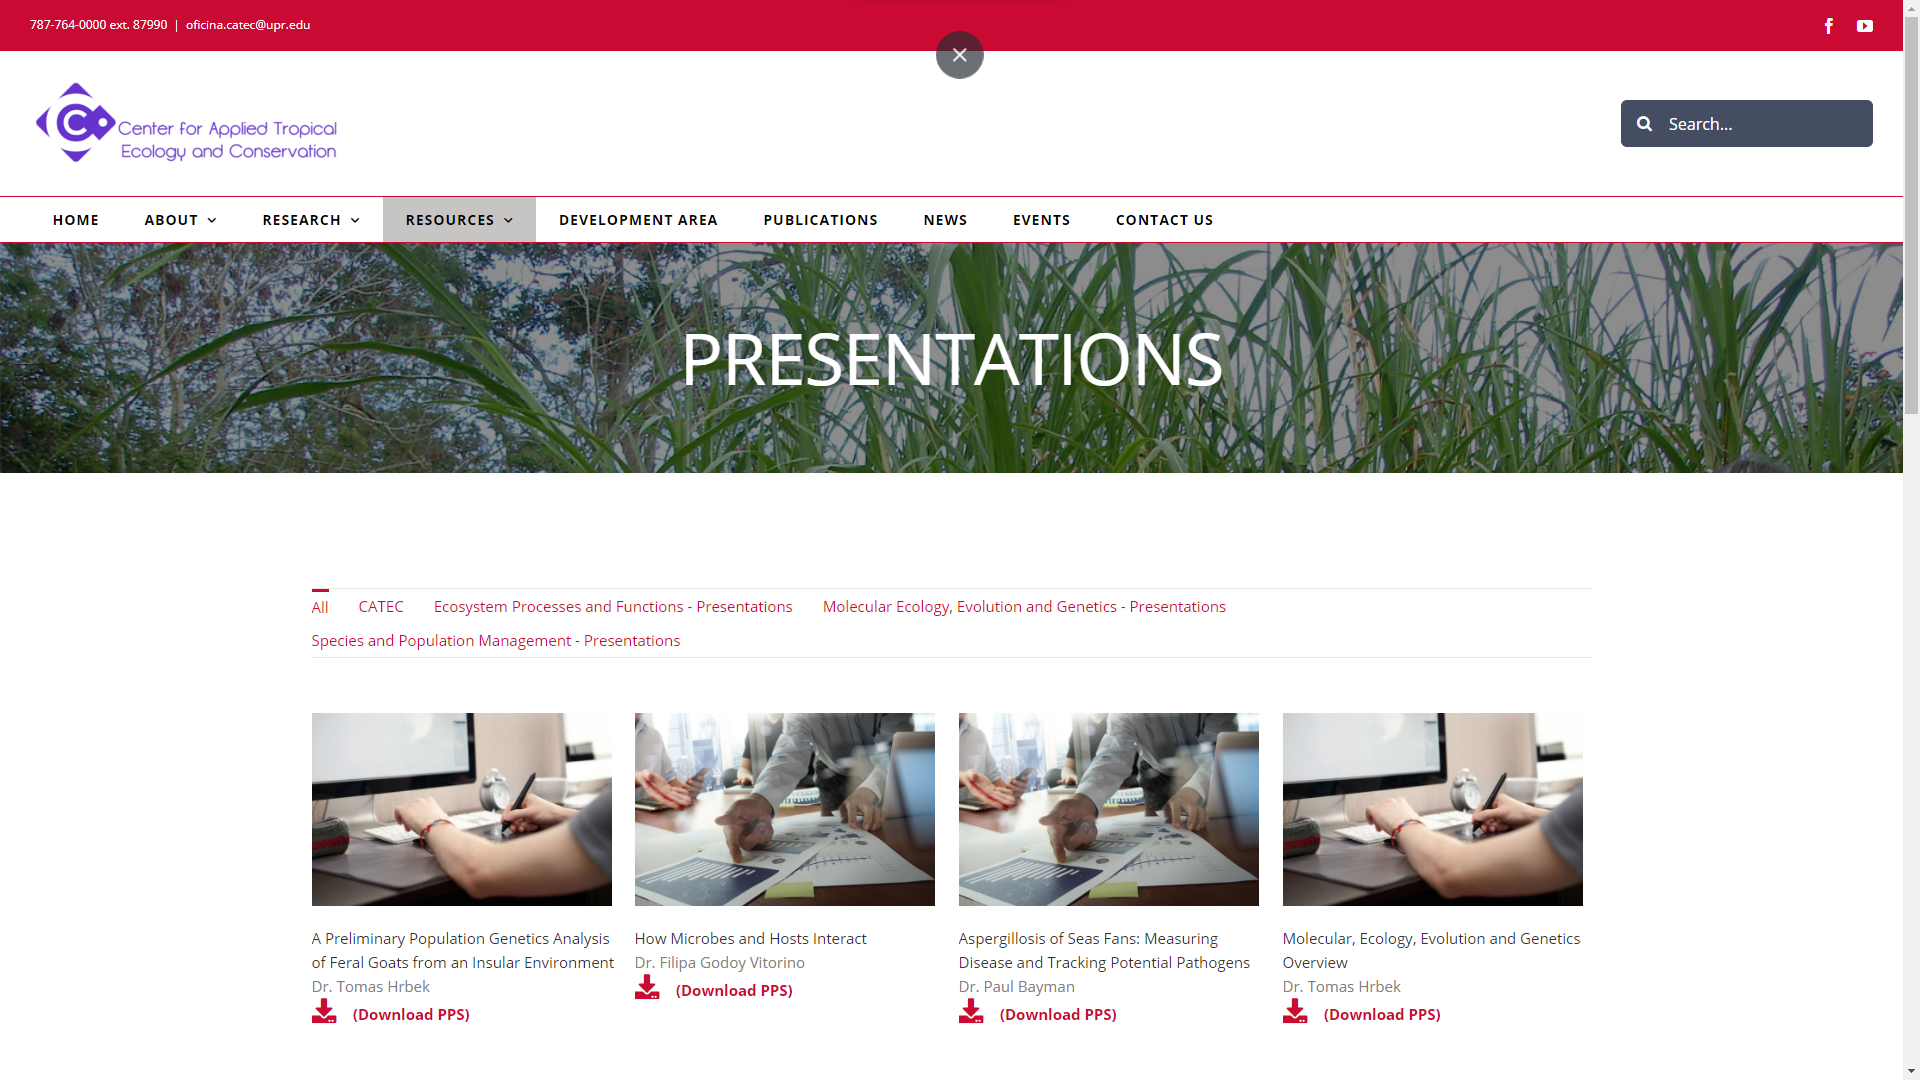 787-764-0000 ext. 87990 | oficina.catec@upr.edu
Center for Applied Tropical
Ecology and Conservation
Search...
HOME ABOUT RESEARCH RESOURCES DEVELOPMENT AREA PUBLICATIONS NEWS EVENTS CONTACT US
PRESENTATIONS
All CATEC Ecosystem Processes and Functions - Presentations Molecular Ecology, Evolution and Genetics - Presentations
Species and Population Management - Presentations
A Preliminary Population Genetics Analysis
of Feral Goats from an Insular Environment
Dr. Tomas Hrbek
(Download PPS)
How Microbes and Hosts Interact
Dr. Filipa Godoy Vitorino
(Download PPS)
Aspergillosis of Seas Fans: Measuring
Disease and Tracking Potential Pathogens
Dr. Paul Bayman
(Download PPS)
Molecular, Ecology, Evolution and Genetics
Overview
Dr. Tomas Hrbek
(Download PPS)